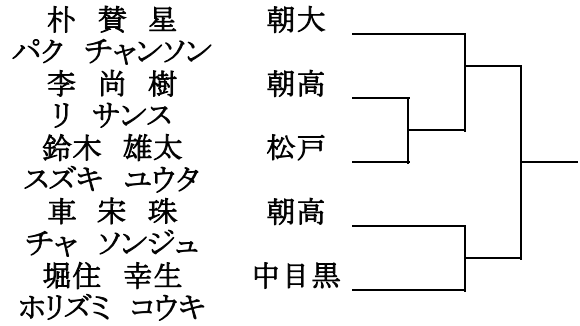 朴 賛 星 朝大
パク チャンソン
李 尚 樹 朝高
リ サンス
鈴木 雄太 松戸
スズキ ユウタ
車 宋 珠 朝高
チャ ソンジュ
堀住 幸生 中目黒
ホリズミ コウキ